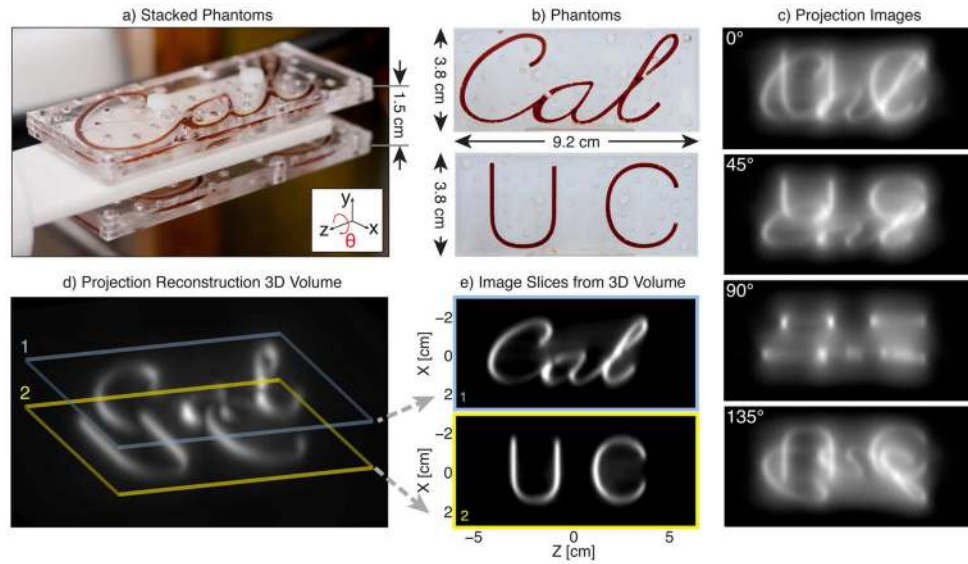 a) Stacked Phantoms
1.5 cm
y
z
x
θ
b) Phantoms
3.8 cm
Cal
9.2 cm
3.8 cm
UC
c) Projection Images
0°
45°
90°
135°
d) Projection Reconstruction 3D Volume
1
2
e) Image Slices from 3D Volume
X [cm]
−2
0
2
Cal
1
X [cm]
−2
0
2
UC
2
−5
0
5
Z [cm]